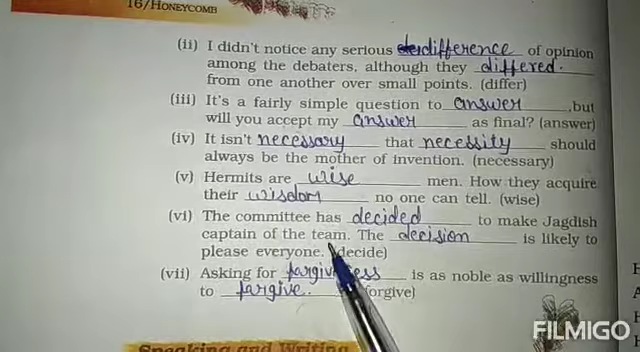 16/HONEYCOMB
(ii) I didn't notice any serious difference of opinion
among the debaters, although they differed.
from one another over small points. (differ)
(iii) It's a fairly simple question to answer, but
will you accept my answer as final? (answer)
(iv) It isn't necessary that necessity should
always be the mother of invention. (necessary)
(v) Hermits are wise men. How they acquire
their wisdom no one can tell. (wise)
(vi) The committee has decided to make Jagdish
captain of the team. The decision is likely to
please everyone. (decide)
(vii) Asking for forgiveness is as noble as willingness
to forgive. (forgive)
Speaking and Writing
FILMIGO